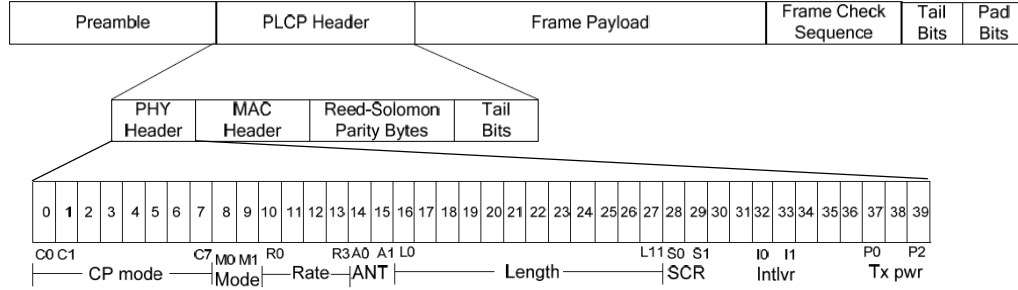 Preamble PLCP Header Frame Payload Frame Check Sequence Tail Bits Pad Bits
PHY Header MAC Header Reed-Solomon Parity Bytes Tail Bits
0 1 2 3 4 5 6 7 8 9 10 11 12 13 14 15 16 17 18 19 20 21 22 23 24 25 26 27 28 29 30 31 32 33 34 35 36 37 38 39
C0 C1 C7 M0 M1 R0 R3 A0 A1 L0 L11 S0 S1 I0 I1 P0 P2
CP mode Mode Rate ANT Length SCR Intlvr Tx pwr